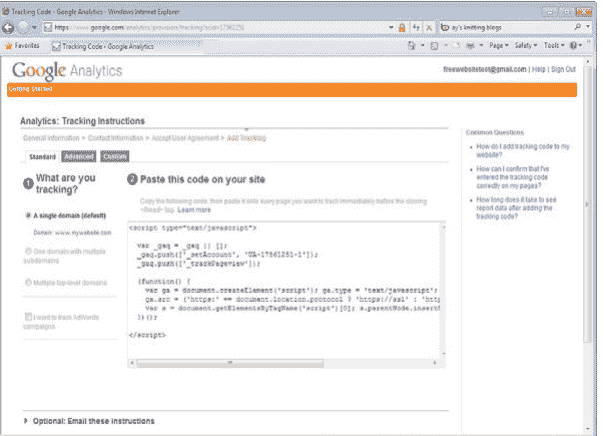 Tracking Code - Google Analytics - Windows Internet Explorer
https://www.google.com/analytics/provision/tracking?scid=17561251
ay's knitting blogs
Favorites
Tracking Code - Google Analytics
Page
Safety
Tools
Google Analytics
freewebsitetest@gmail.com | Help | Sign Out
Getting Started
Analytics: Tracking Instructions
General Information > Contact Information > Accept User Agreement > Add Tracking
Standard
Advanced
Custom
1 What are you
tracking?
A single domain (default)
Domain: www.mywebsite.com
One domain with multiple
subdomains
Multiple top-level domains
I want to track AdWords
campaigns
2 Paste this code on your site
Copy the following code, then paste it onto every page you want to track immediately before the closing
</head> tag. Learn more
<script type="text/javascript">
var _gaq = _gaq || [];
_gaq.push(['_setAccount', 'UA-17561251-1']);
_gaq.push(['_trackPageview']);
(function() {
var ga = document.createElement('script'); ga.type = 'text/javascript';
ga.src = ('https:' == document.location.protocol ? 'https://ssl' : 'htt
var s = document.getElementsByTagName('script')[0]; s.parentNode.insert
})();
</script>
Optional: Email these instructions
Common Questions
How do I add tracking code to my
website?
How can I confirm that I've
entered the tracking code
correctly on my pages?
How long does it take to see
report data after adding the
tracking code?